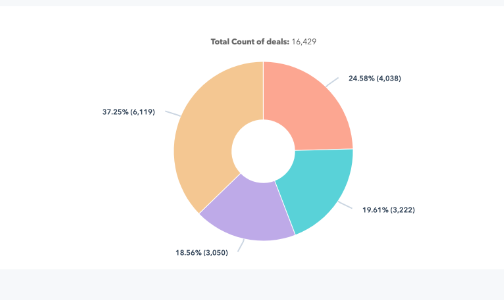 Total Count of deals: 16,429
24.58% (4,038)
37.25% (6,119)
19.61% (3,222)
18.56% (3,050)